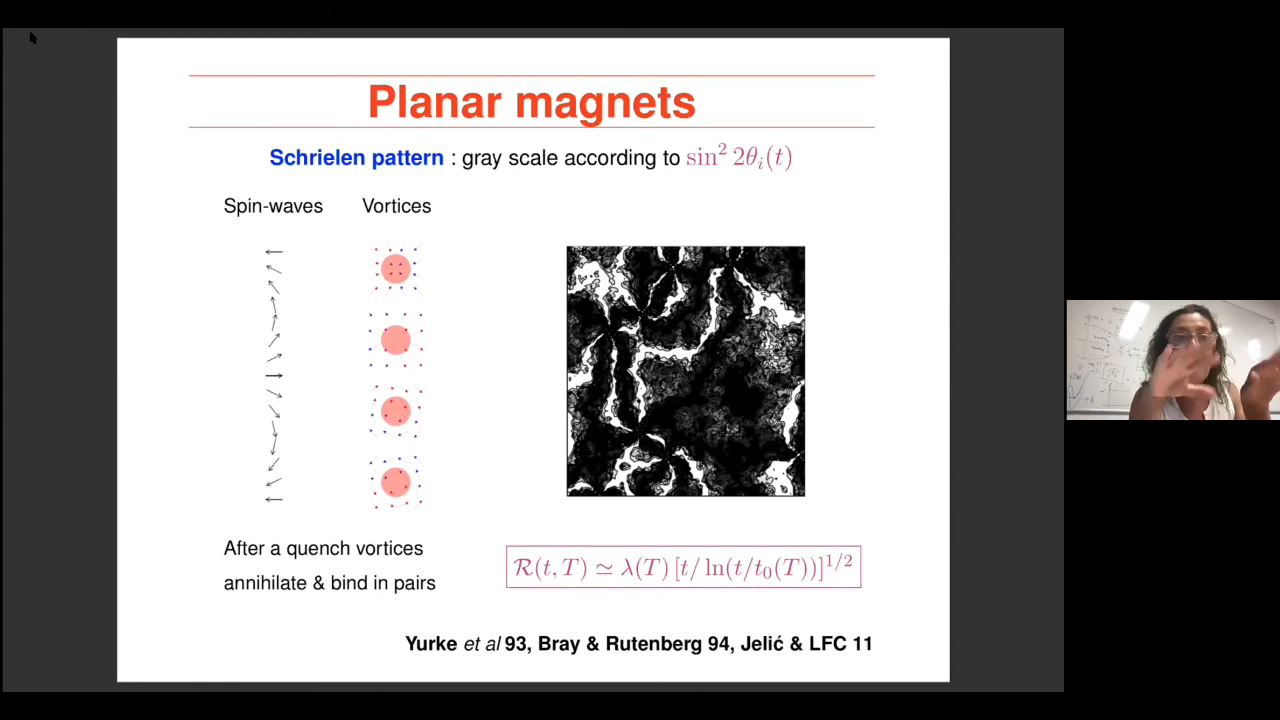 Planar magnets
Schrielen pattern : gray scale according to sin² 2θᵢ(t)
Spin-waves Vortices
After a quench vortices
annihilate & bind in pairs
R(t, T) ≃ λ(T) [t/ ln(t/t₀(T))]^{1/2}
Yurke et al 93, Bray & Rutenberg 94, Jelić & LFC 11